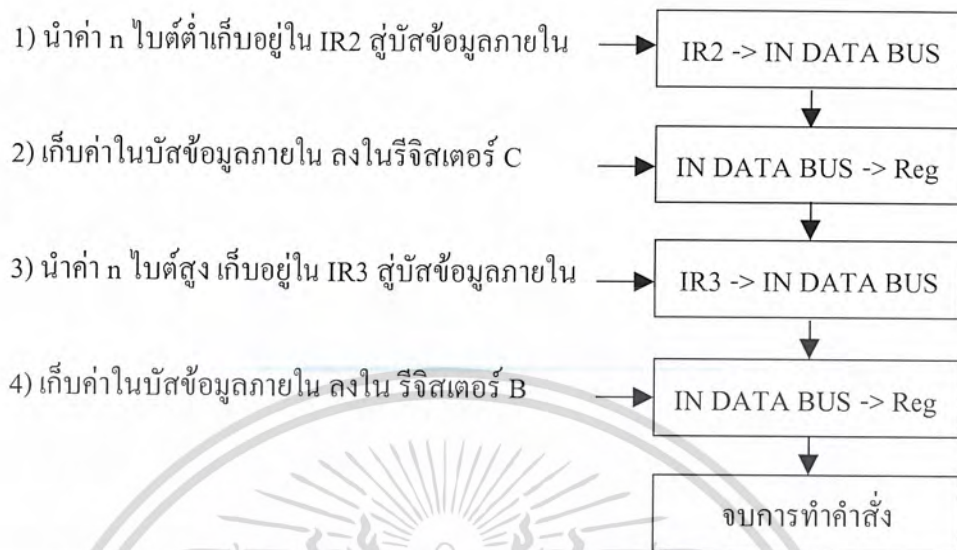 1) นำค่า n ไบต์ต่ำเก็บอยู่ใน IR2 สู่บัสข้อมูลภายใน
IR2 -> IN DATA BUS
2) เก็บค่าในบัสข้อมูลภายใน ลงในรีจิสเตอร์ C
IN DATA BUS -> Reg
3) นำค่า n ไบต์สูง เก็บอยู่ใน IR3 สู่บัสข้อมูลภายใน
IR3 -> IN DATA BUS
4) เก็บค่าในบัสข้อมูลภายใน ลงใน รีจิสเตอร์ B
IN DATA BUS -> Reg
จบการทำคำสั่ง